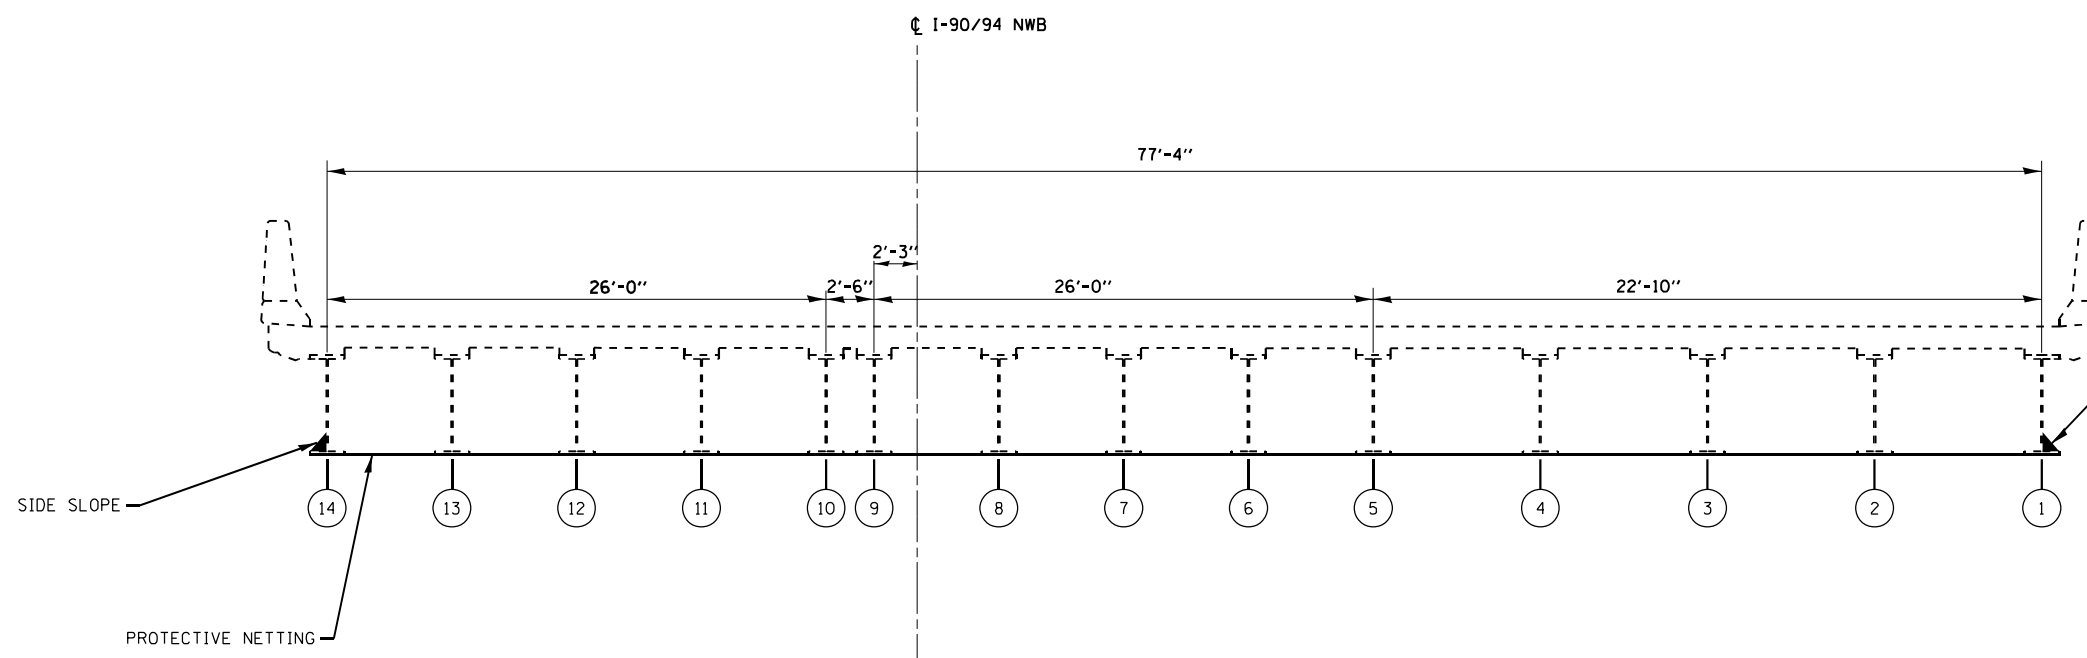 ℄ I-90/94 NWB
77'-4"
2'-3"
26'-0" 2'-6" 26'-0" 22'-10"
SIDE SLOPE
14 13 12 11 10 9 8 7 6 5 4 3 2 1
PROTECTIVE NETTING